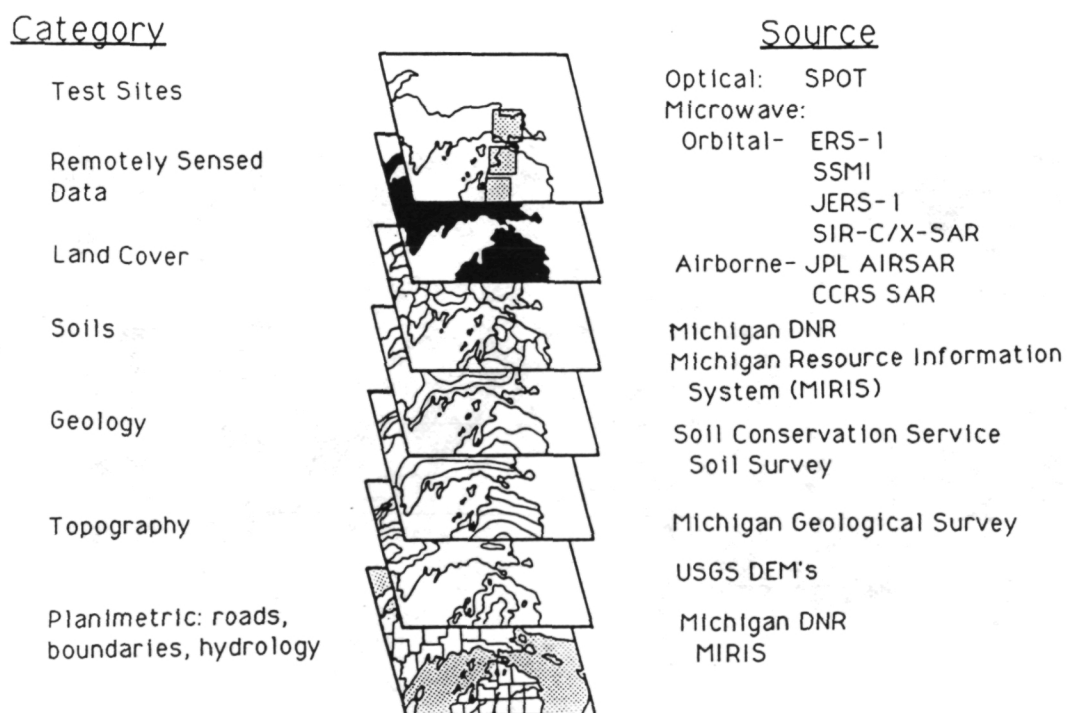 Category
Test Sites
Remotely Sensed
Data
Land Cover
Soils
Geology
Topography
Planimetric: roads,
boundaries, hydrology
Source
Optical: SPOT
Microwave:
Orbital- ERS-1
SSMI
JERS-1
SIR-C/X-SAR
Airborne- JPL AIRSAR
CCRS SAR
Michigan DNR
Michigan Resource Information
System (MIRIS)
Soil Conservation Service
Soil Survey
Michigan Geological Survey
USGS DEM's
Michigan DNR
MIRIS